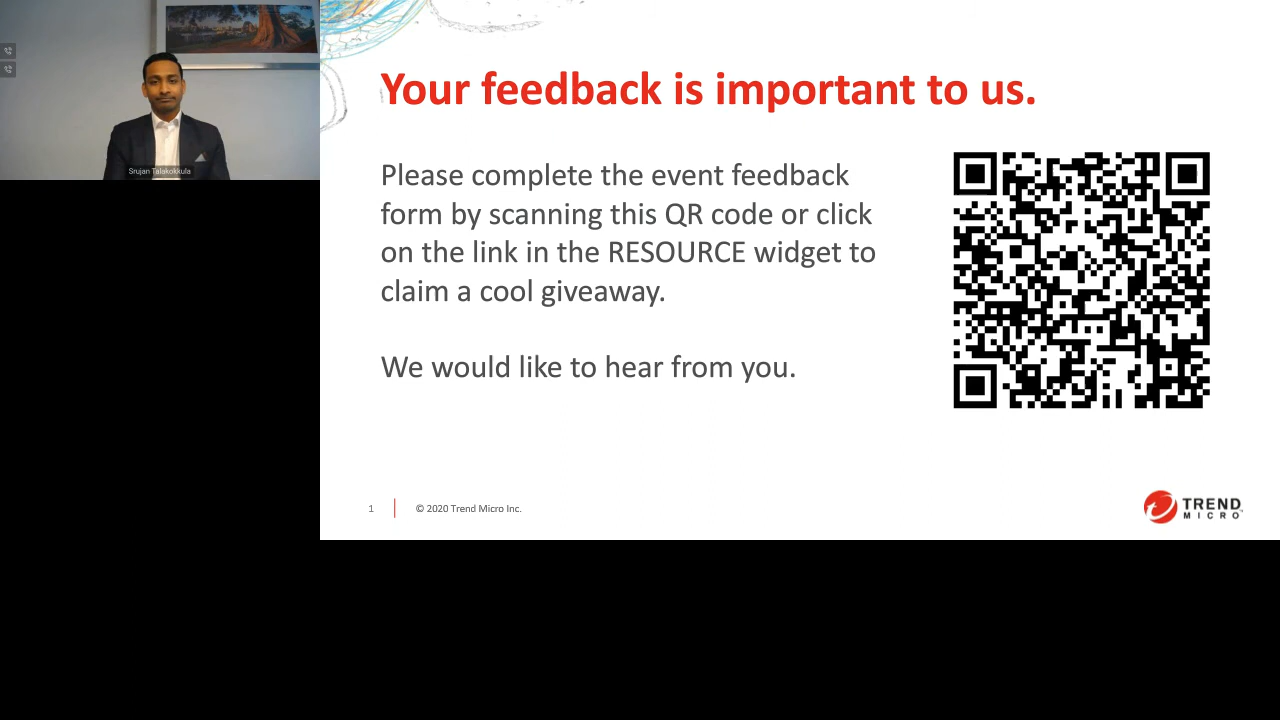 Srujan Talakokkula
Your feedback is important to us.
Please complete the event feedback
form by scanning this QR code or click
on the link in the RESOURCE widget to
claim a cool giveaway.
We would like to hear from you.
1
© 2020 Trend Micro Inc.
TREND
MICRO